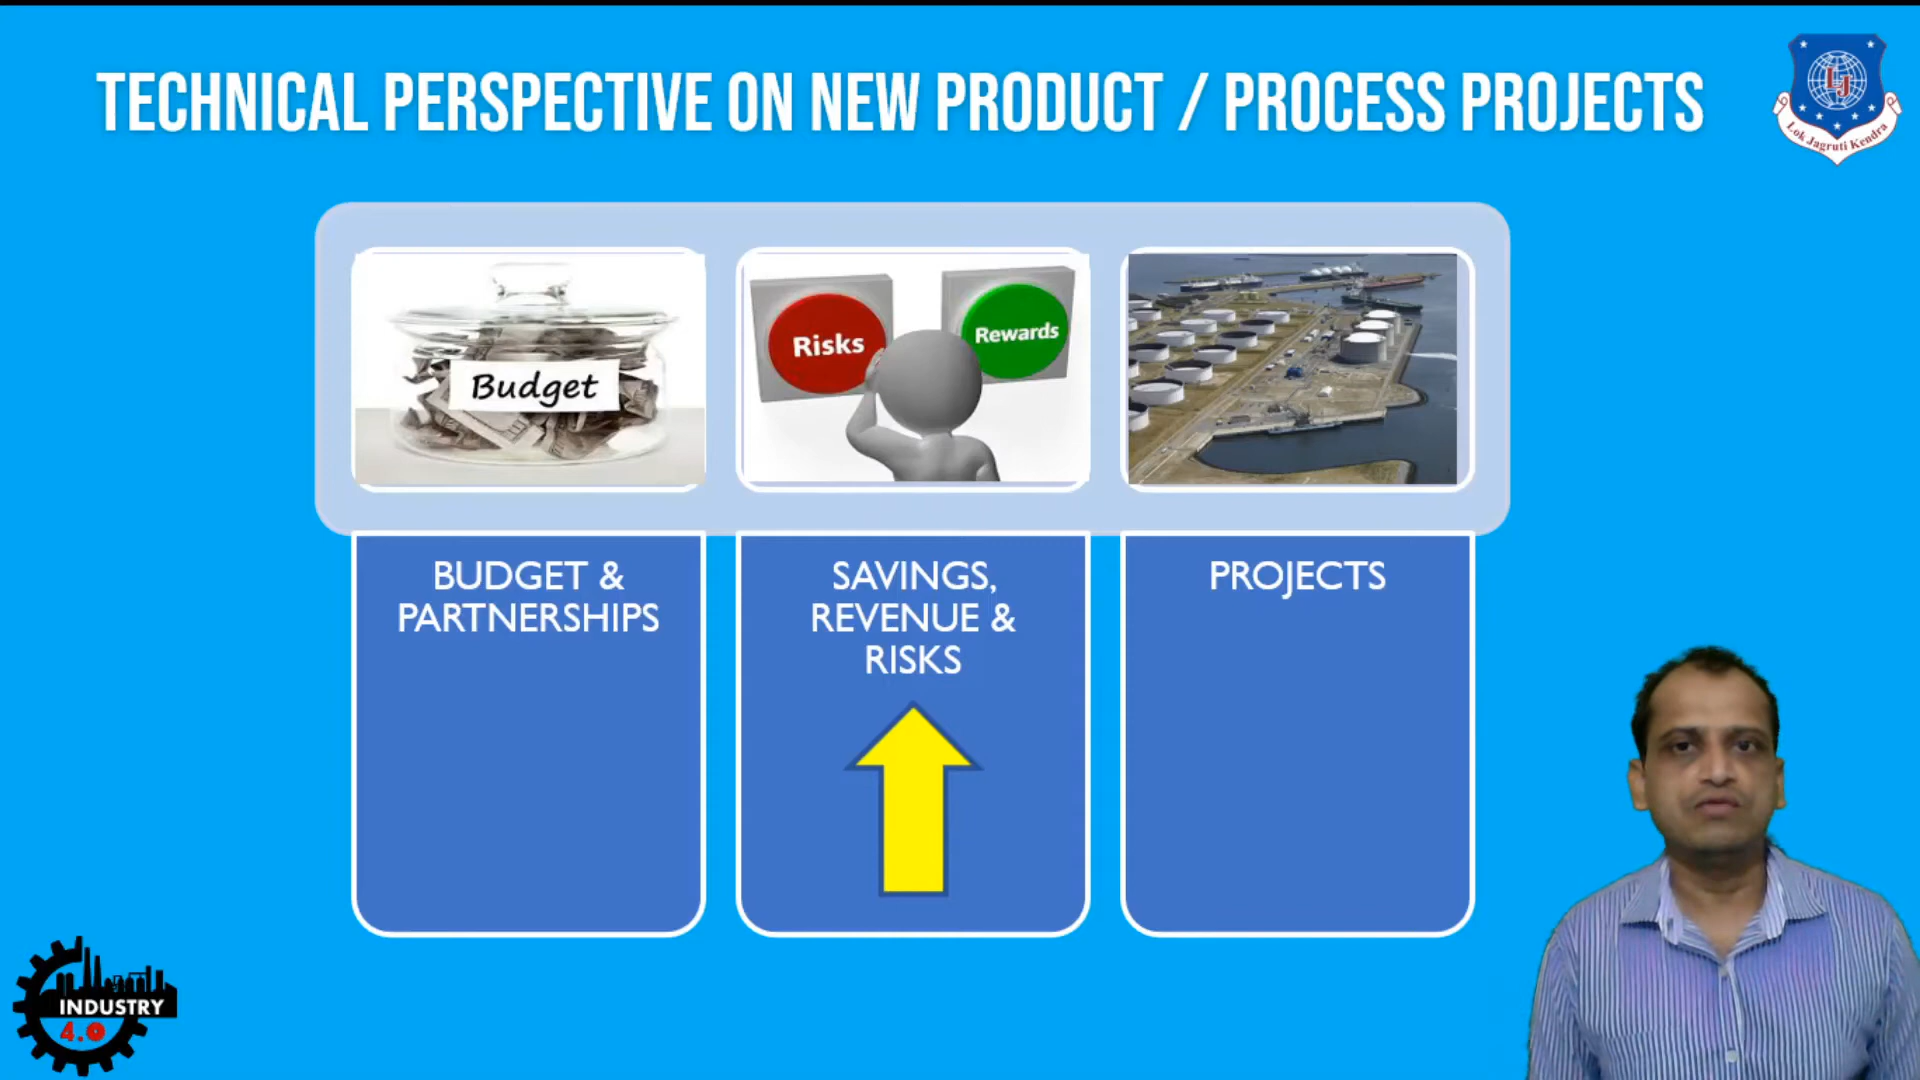 TECHNICAL PERSPECTIVE ON NEW PRODUCT / PROCESS PROJECTS
LJ
Lok Jagruti Kendra
Budget
Risks
Rewards
BUDGET &
PARTNERSHIPS
SAVINGS,
REVENUE &
RISKS
PROJECTS
INDUSTRY
4.0